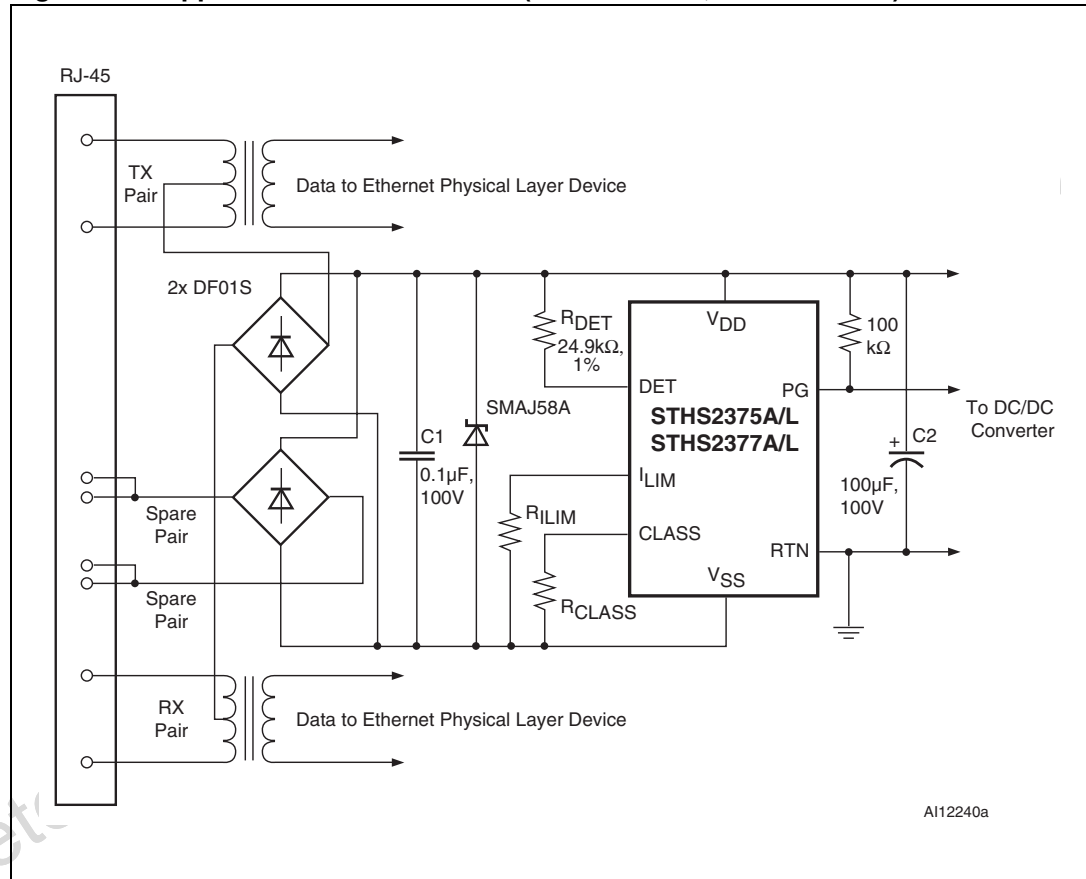 RJ-45
TX
Pair
Data to Ethernet Physical Layer Device
2x DF01S
RDET
24.9kΩ,
1%
VDD
100
kΩ
DET
PG
SMAJ58A
STHS2375A/L
STHS2377A/L
To DC/DC
Converter
C1
0.1µF,
100V
+ C2
100µF,
100V
ILIM
RILIM
CLASS
Spare
Pair
RTN
VSS
RCLASS
Spare
Pair
RX
Pair
Data to Ethernet Physical Layer Device
AI12240a